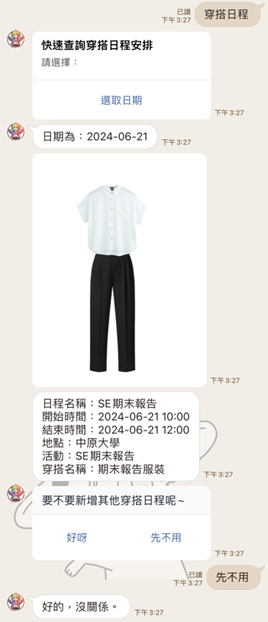 已讀
下午3:27
穿搭日程
快速查詢穿搭日程安排
請選擇：
選取日期
下午3:27
日期為：2024-06-21
下午3:27
下午3:27
日程名稱：SE期末報告
開始時間：2024-06-21 10:00
結束時間：2024-06-21 12:00
地點：中原大學
活動：SE期末報告
穿搭名稱：期末報告服裝
下午3:27
要不要新增其他穿搭日程呢~
好呀
先不用
下午3:27
已讀
下午3:27
先不用
好的，沒關係。
下午3:27